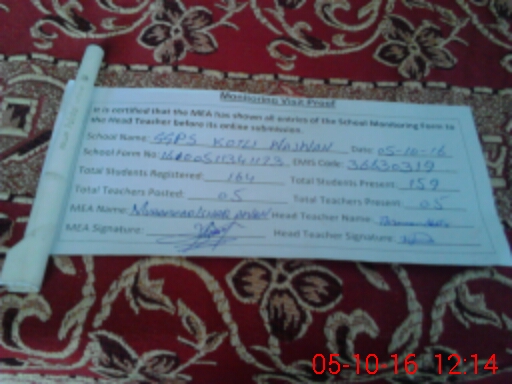 Monitoring Visit Proof
It is certified that the MEA has shown all entries of the School Monitoring Form to
the Head Teacher before its online submission.
School Name: GGPS KOTLI Date: 05-10-16
School Form No: EMIS Code: 36630319
Total Students Registered: 164 Total Students Present: 159
Total Teachers Posted: 05 Total Teachers Present: 05
MEA Name: Muhammad Head Teacher Name:
MEA Signature: Head Teacher Signature:
05-10-16 12:14